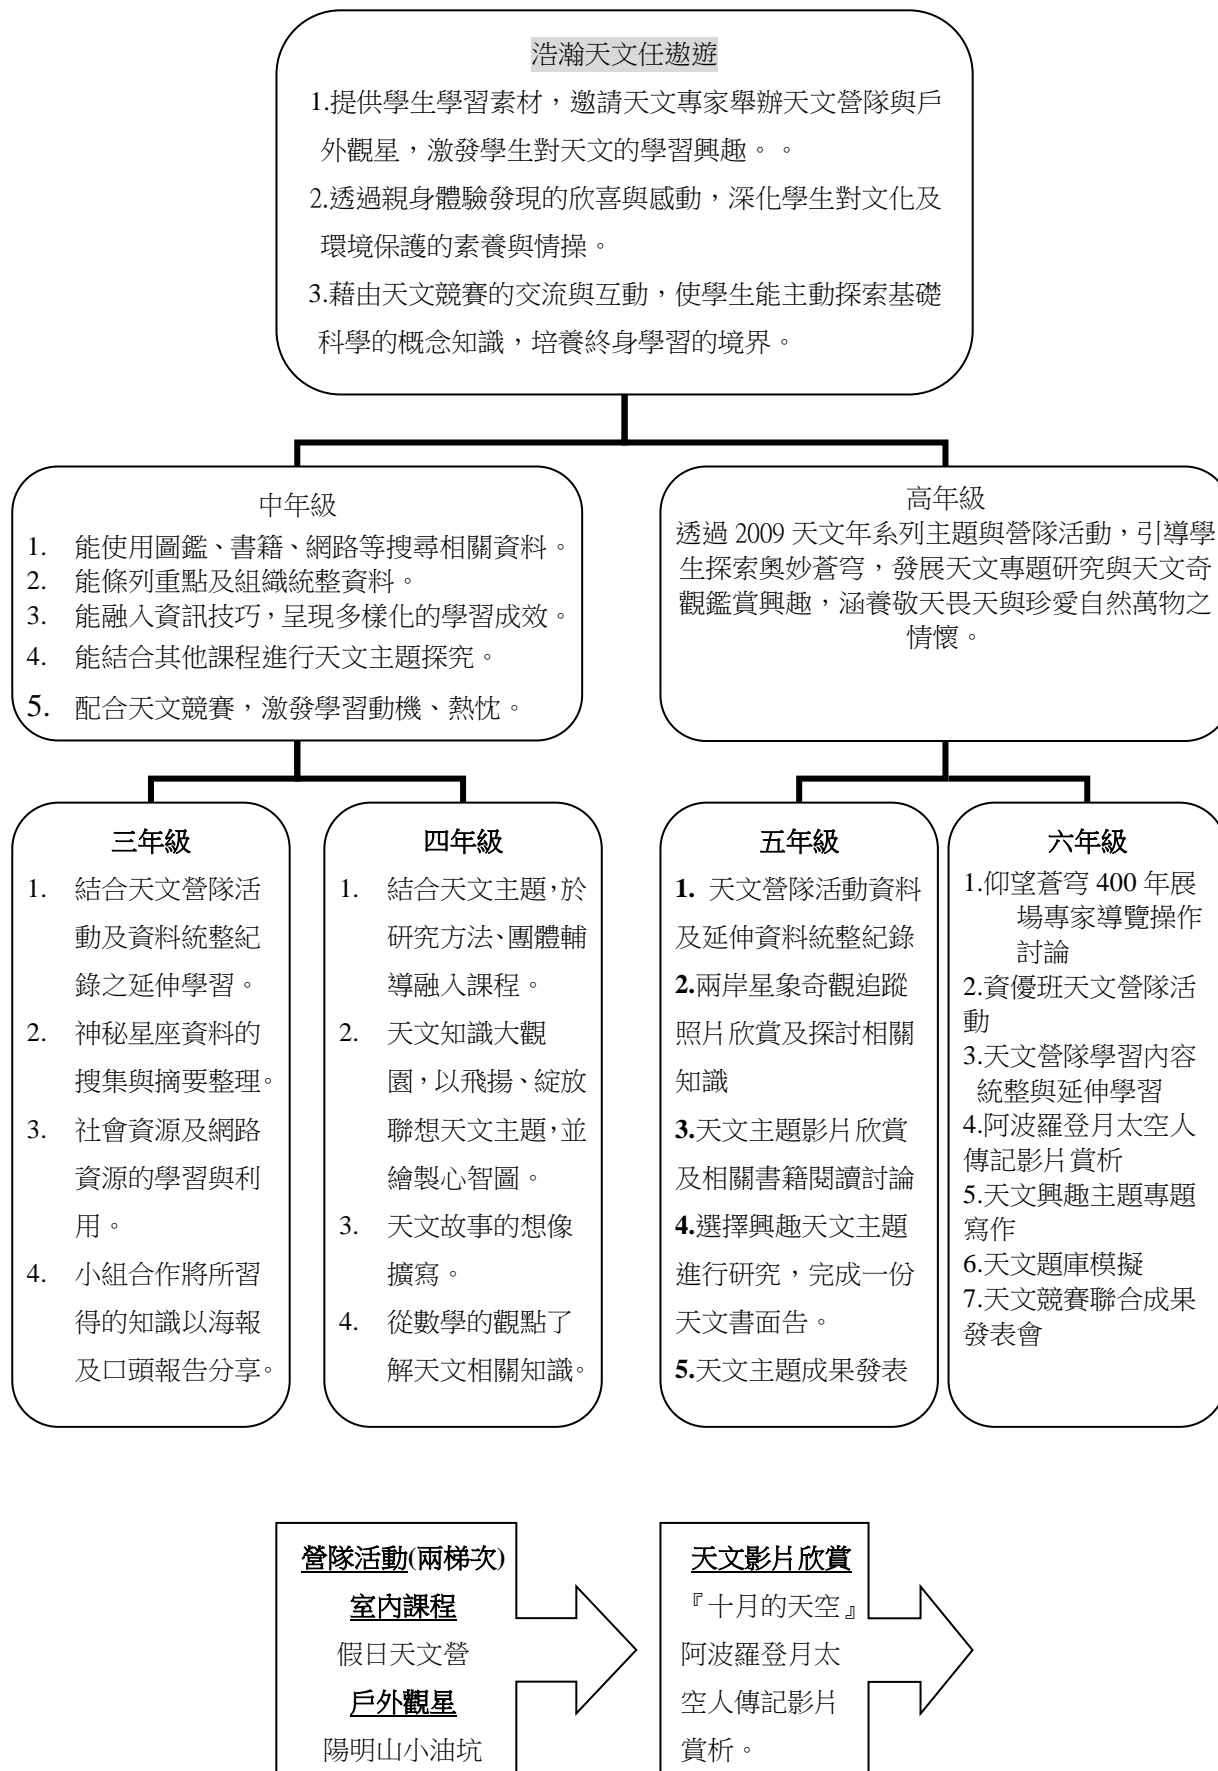 浩瀚天文任遨遊
1.提供學生學習素材，邀請天文專家舉辦天文營隊與戶
外觀星，激發學生對天文的學習興趣。。
2.透過親身體驗發現的欣喜與感動，深化學生對文化及
環境保護的素養與情操。
3.藉由天文競賽的交流與互動，使學生能主動探索基礎
科學的概念知識，培養終身學習的境界。
中年級
1. 能使用圖鑑、書籍、網路等搜尋相關資料。
2. 能條列重點及組織統整資料。
3. 能融入資訊技巧，呈現多樣化的學習成效。
4. 能結合其他課程進行天文主題探究。
5. 配合天文競賽，激發學習動機、熱忱。
高年級
透過 2009 天文年系列主題與營隊活動，引導學
生探索奧妙蒼穹，發展天文專題研究與天文奇
觀鑑賞興趣，涵養敬天畏天與珍愛自然萬物之
情懷。
三年級
1. 結合天文營隊活
動及資料統整紀
錄之延伸學習。
2. 神秘星座資料的
搜集與摘要整理。
3. 社會資源及網路
資源的學習與利
用。
4. 小組合作將所習
得的知識以海報
及口頭報告分享。
四年級
1. 結合天文主題，於
研究方法、團體輔
導融入課程。
2. 天文知識大觀
園，以飛揚、綻放
聯想天文主題，並
繪製心智圖。
3. 天文故事的想像
擴寫。
4. 從數學的觀點了
解天文相關知識。
五年級
1. 天文營隊活動資料
及延伸資料統整紀錄
2.兩岸星象奇觀追蹤
照片欣賞及探討相關
知識
3.天文主題影片欣賞
及相關書籍閱讀討論
4.選擇興趣天文主題
進行研究，完成一份
天文書面告。
5.天文主題成果發表
六年級
1.仰望蒼穹 400 年展
場專家導覽操作
討論
2.資優班天文營隊活
動
3.天文營隊學習內容
統整與延伸學習
4.阿波羅登月太空人
傳記影片賞析
5.天文興趣主題專題
寫作
6.天文題庫模擬
7.天文競賽聯合成果
發表會
營隊活動(兩梯次)
室內課程
假日天文營
戶外觀星
陽明山小油坑
天文影片欣賞
『十月的天空』
阿波羅登月太
空人傳記影片
賞析。